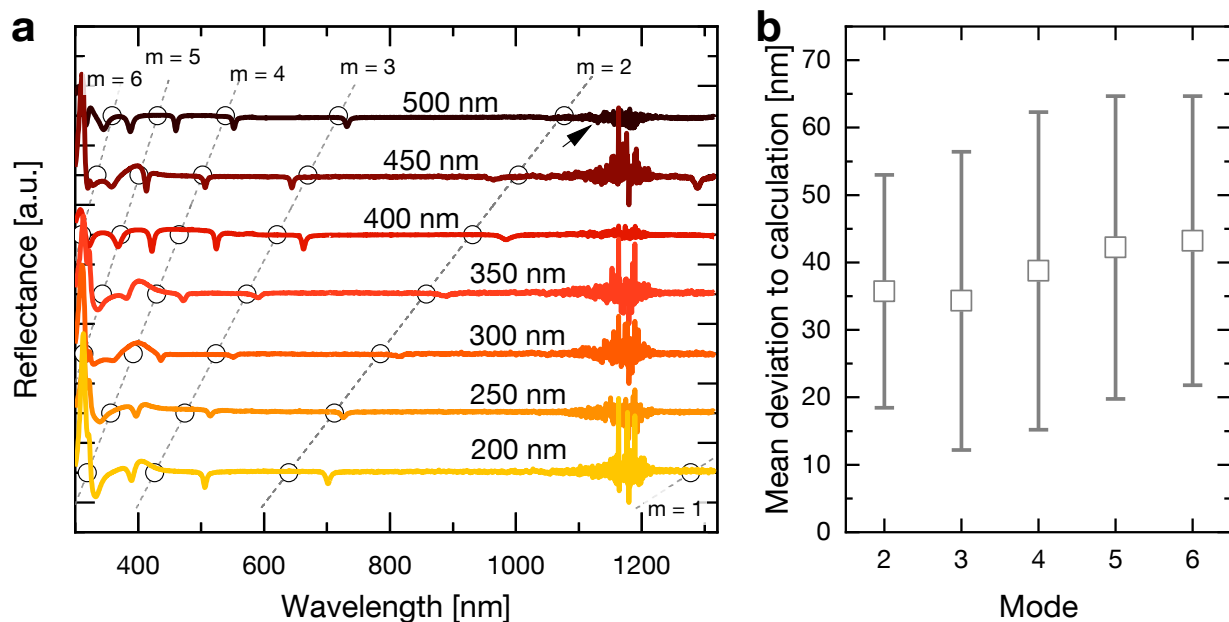 a
m = 6
m = 5
m = 4
m = 3
m = 2
500 nm
450 nm
400 nm
350 nm
300 nm
250 nm
200 nm
m = 1
Reflectance [a.u.]
400
600
800
1000
1200
Wavelength [nm]
b
Mean deviation to calculation [nm]
70
60
50
40
30
20
10
0
2
3
4
5
6
Mode